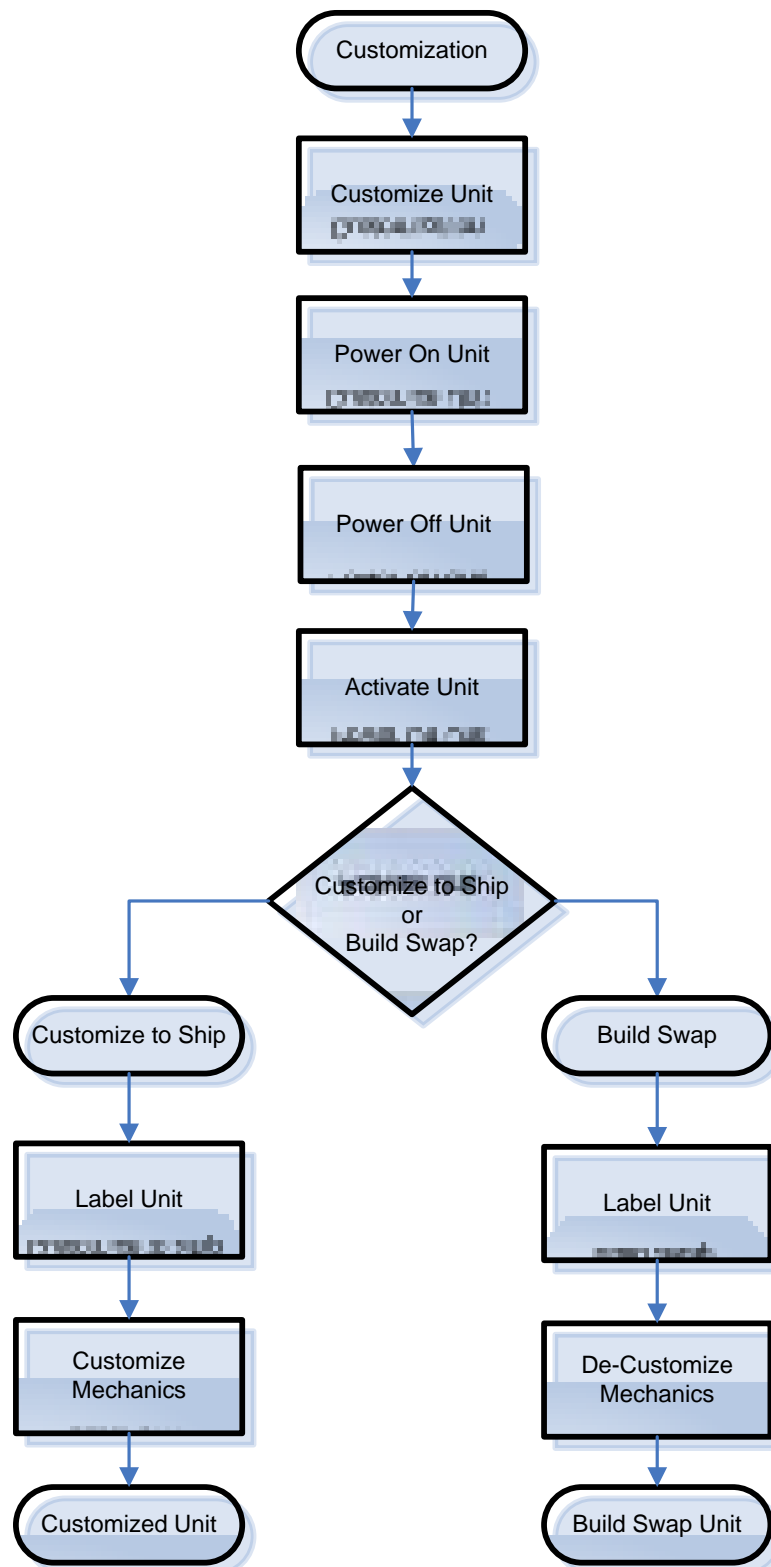 Customization
Customize Unit
Power On Unit
Power Off Unit
Activate Unit
Customize to Ship
or
Build Swap?
Customize to Ship
Build Swap
Label Unit
Label Unit
Customize
Mechanics
De-Customize
Mechanics
Customized Unit
Build Swap Unit